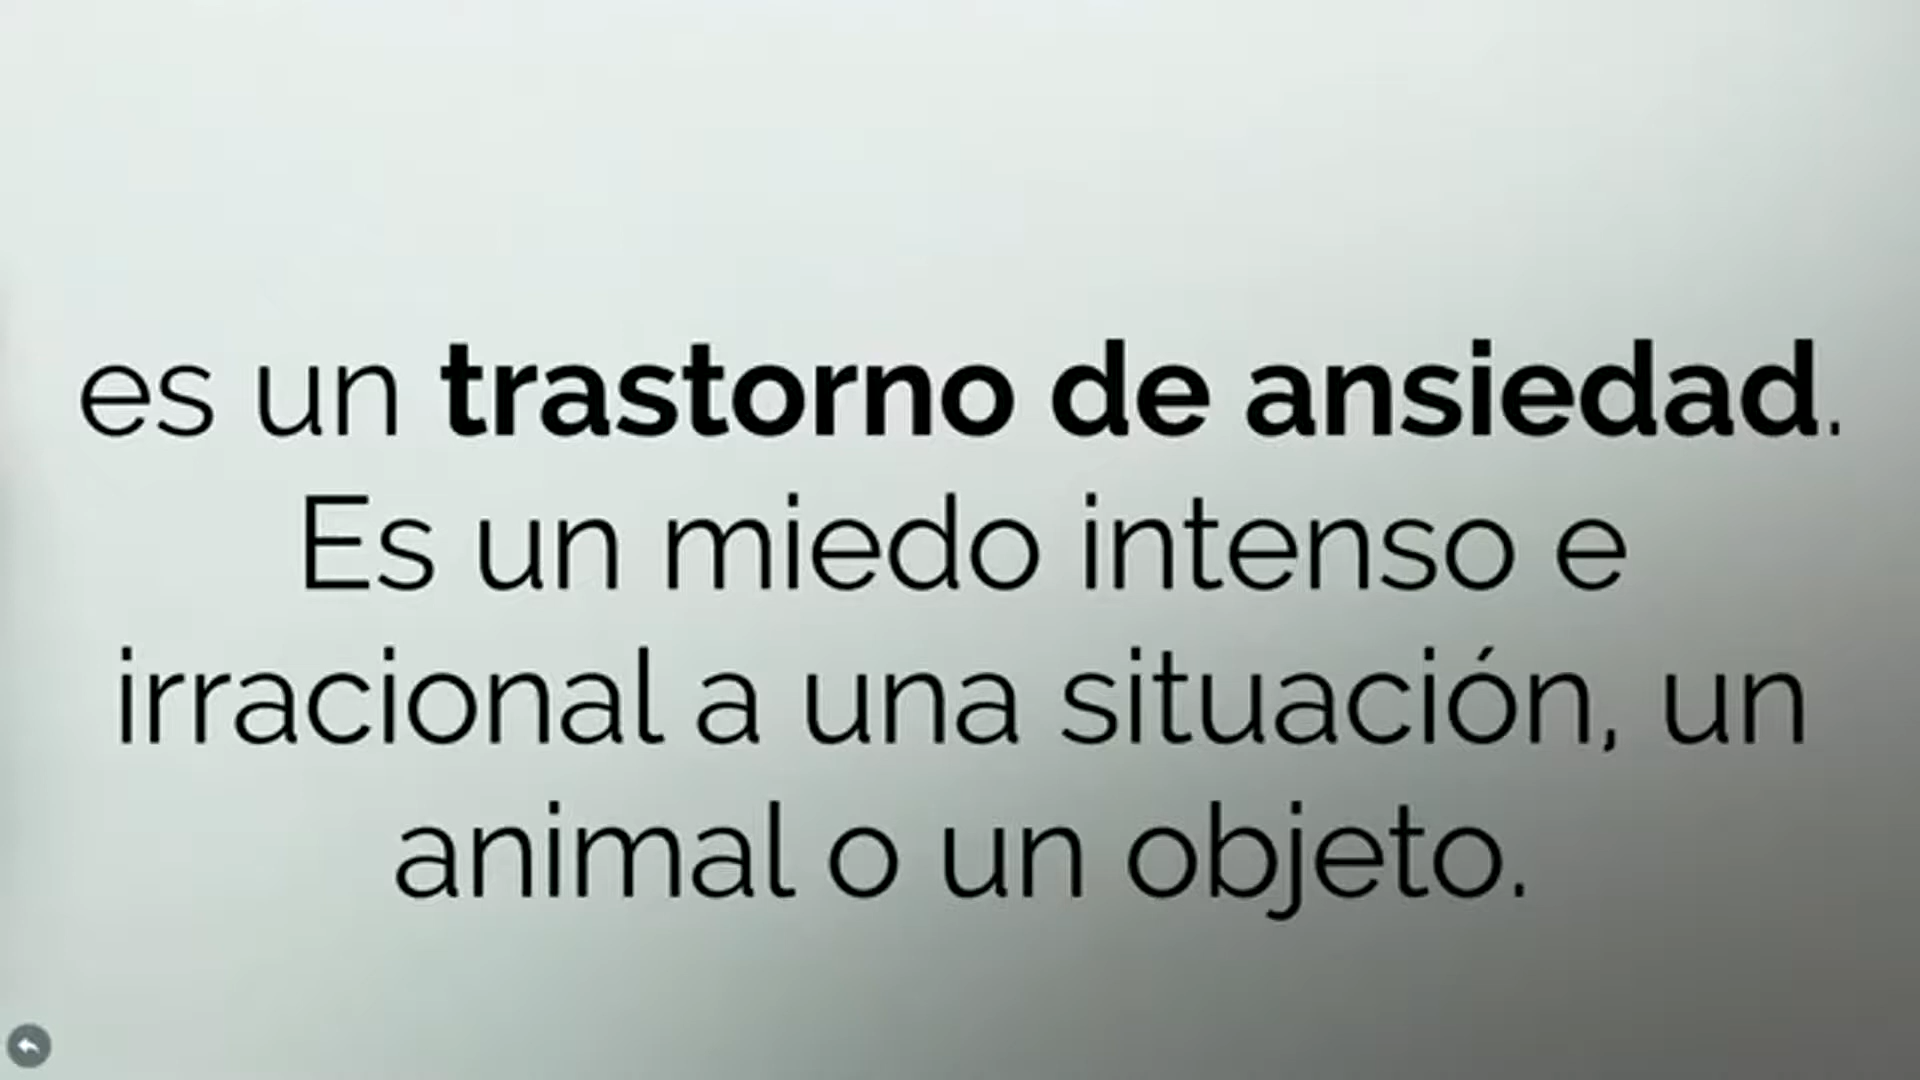 es un trastorno de ansiedad.
Es un miedo intenso e
irracional a una situación, un
animal o un objeto.